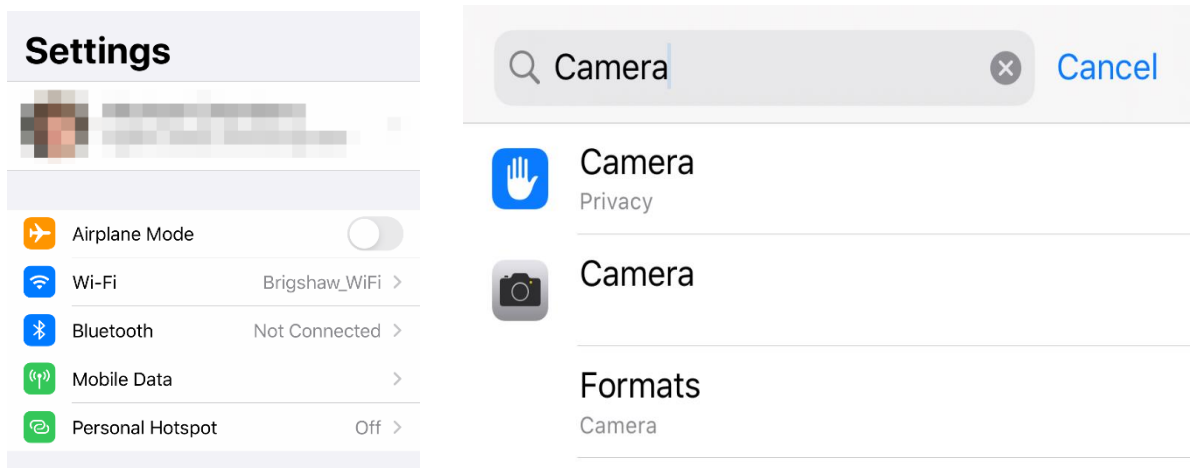 Settings
Airplane Mode
Wi-Fi Brigshaw_WiFi
Bluetooth Not Connected
Mobile Data
Personal Hotspot Off
Camera Cancel
Camera
Privacy
Camera
Formats
Camera